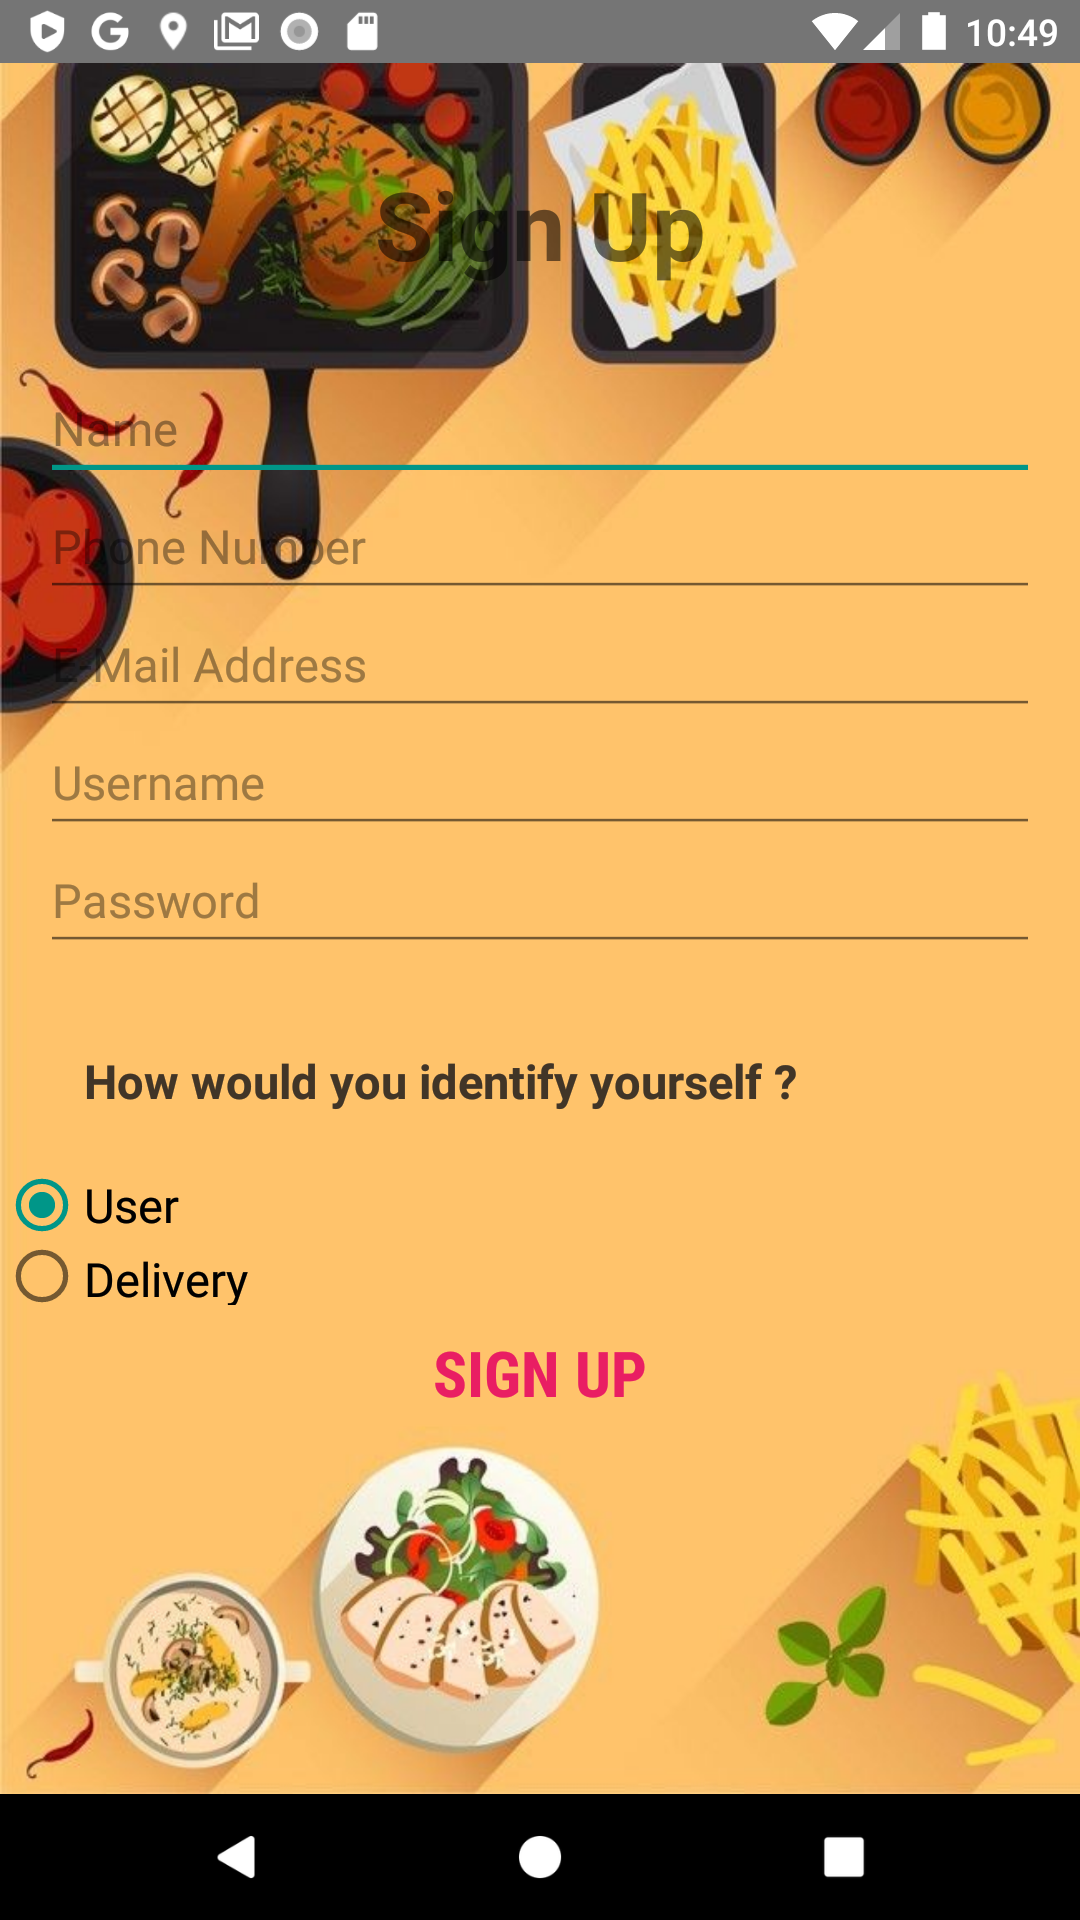 10:49
Sign Up
Name
Phone Number
E-Mail Address
Username
Password
How would you identify yourself ?
User
Delivery
SIGN UP